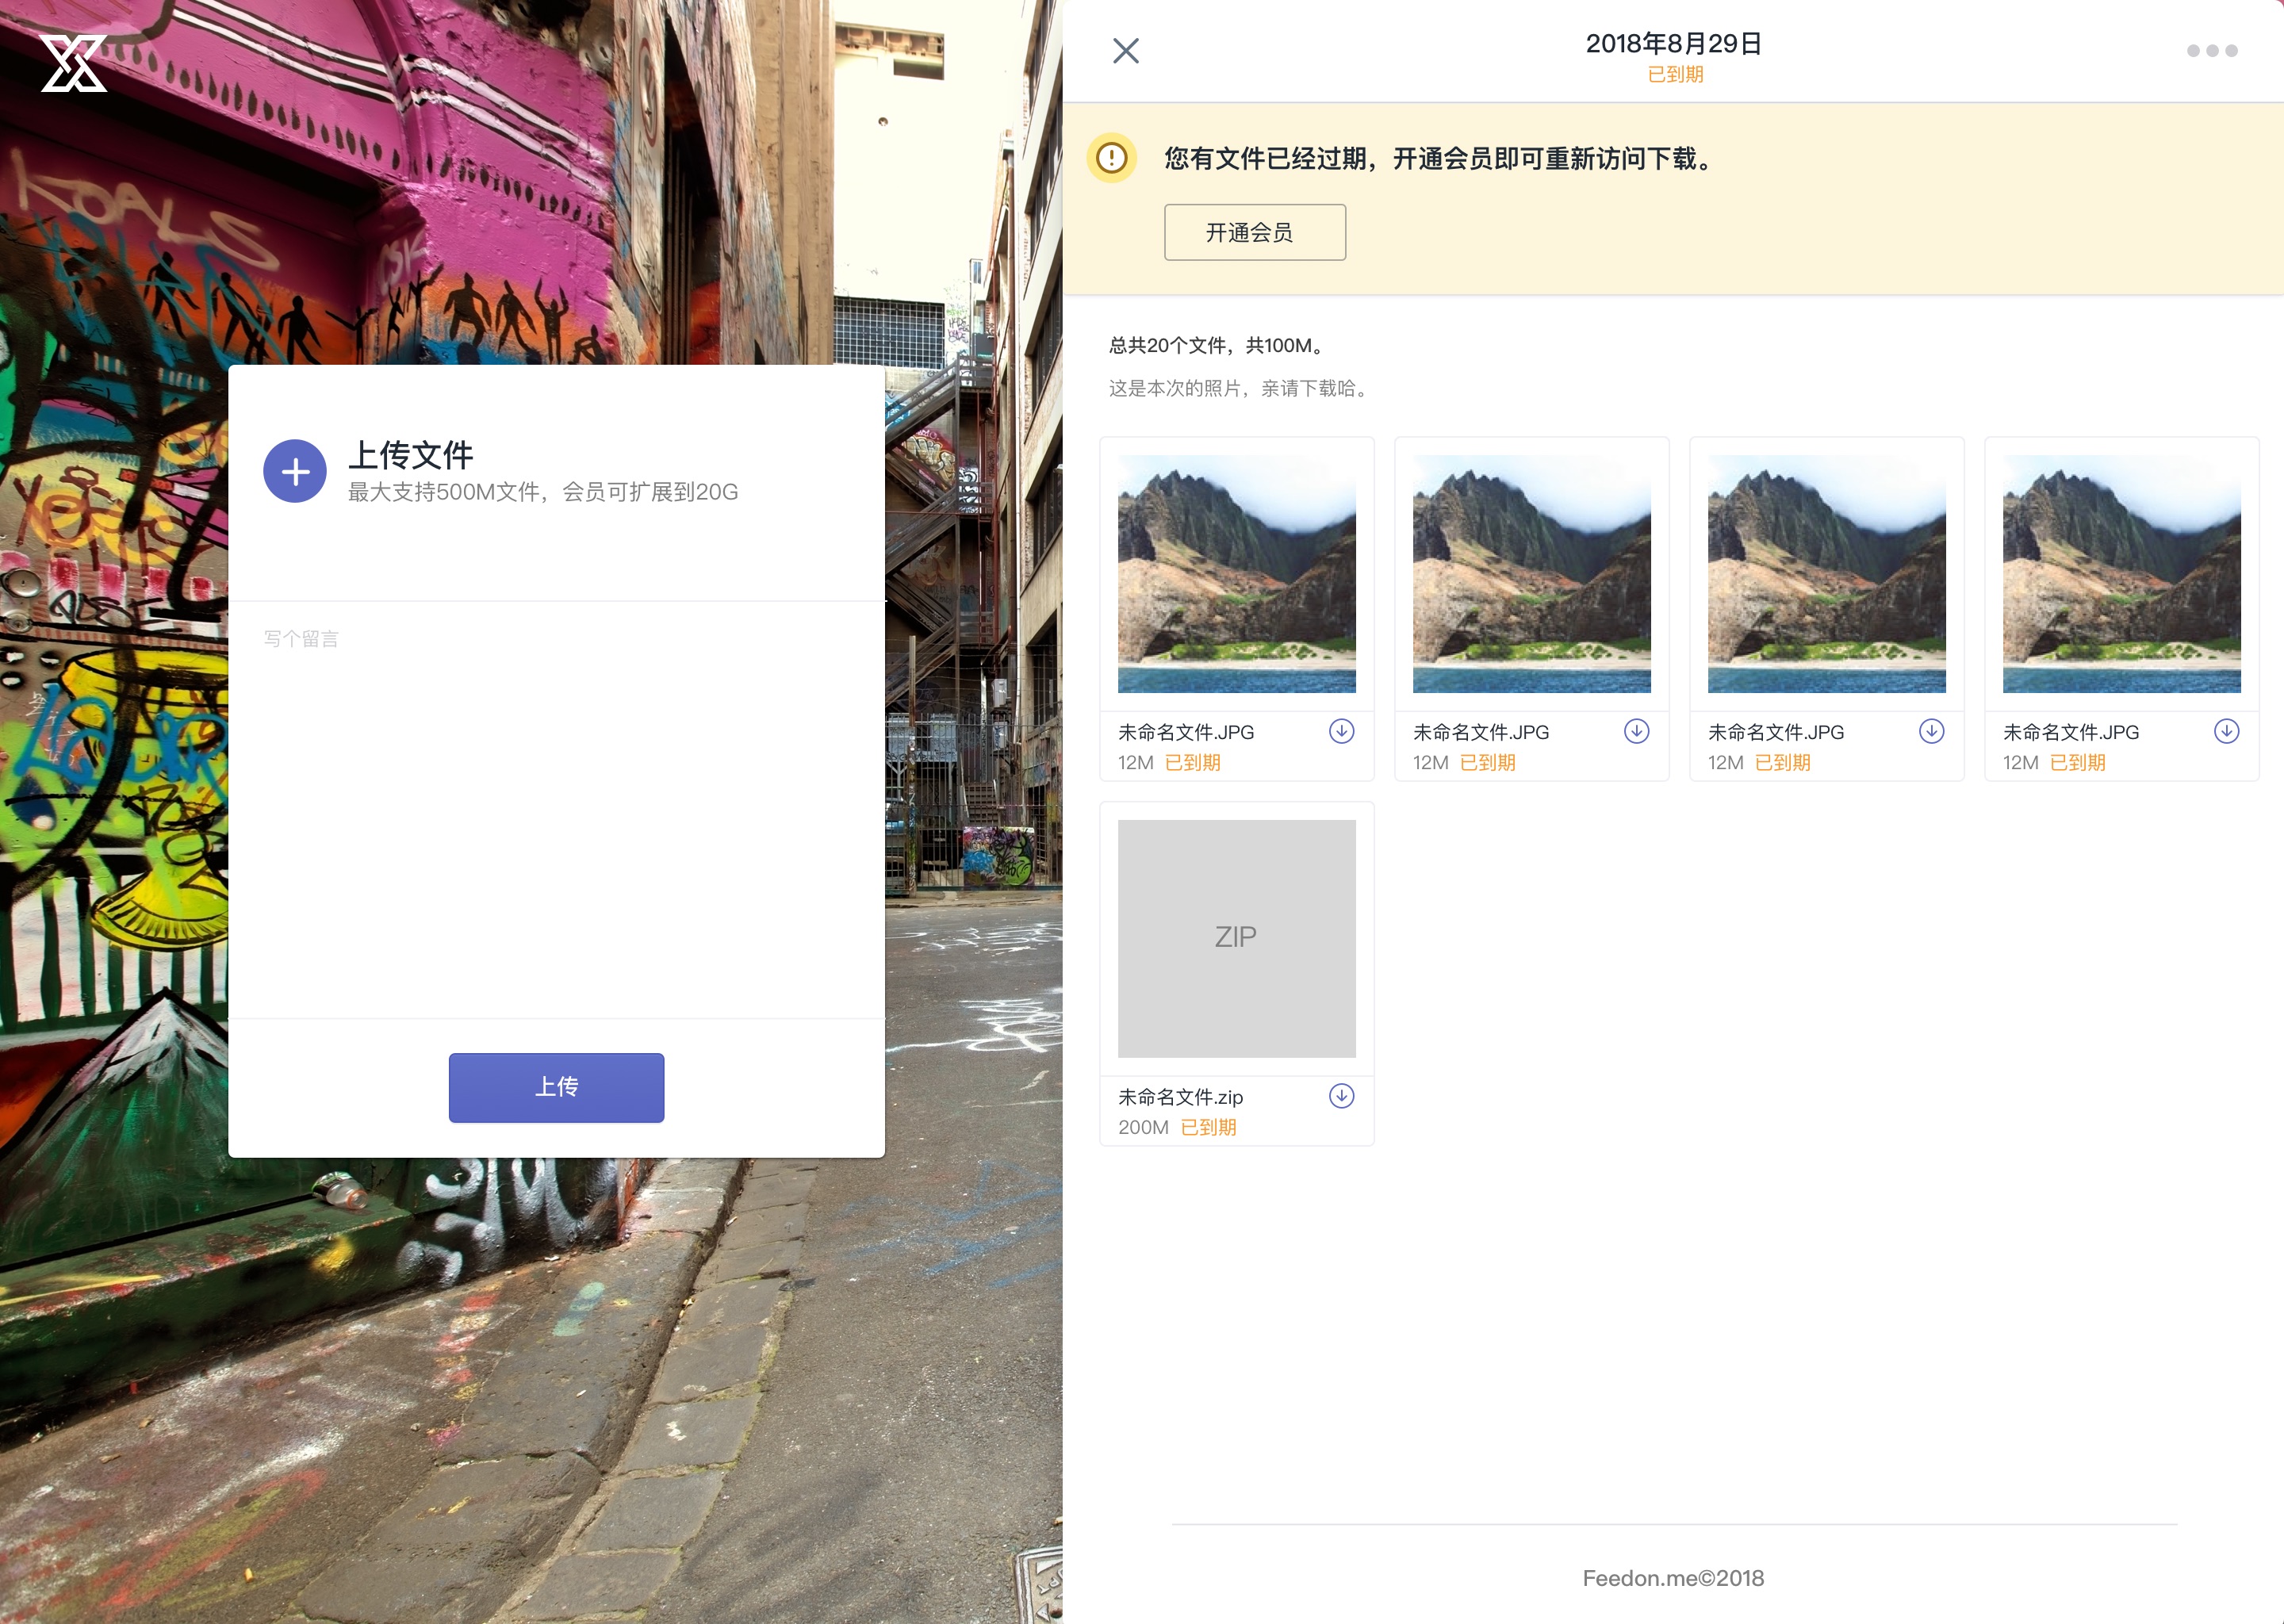 KOALS
上传文件
最大支持500M文件，会员可扩展到20G
写个留言
上传
2018年8月29日
已到期
您有文件已经过期，开通会员即可重新访问下载。
开通会员
总共20个文件，共100M。
这是本次的照片，亲请下载哈。
未命名文件.JPG
12M 已到期
未命名文件.JPG
12M 已到期
未命名文件.JPG
12M 已到期
未命名文件.JPG
12M 已到期
ZIP
未命名文件.zip
200M 已到期
Feedon.me©2018